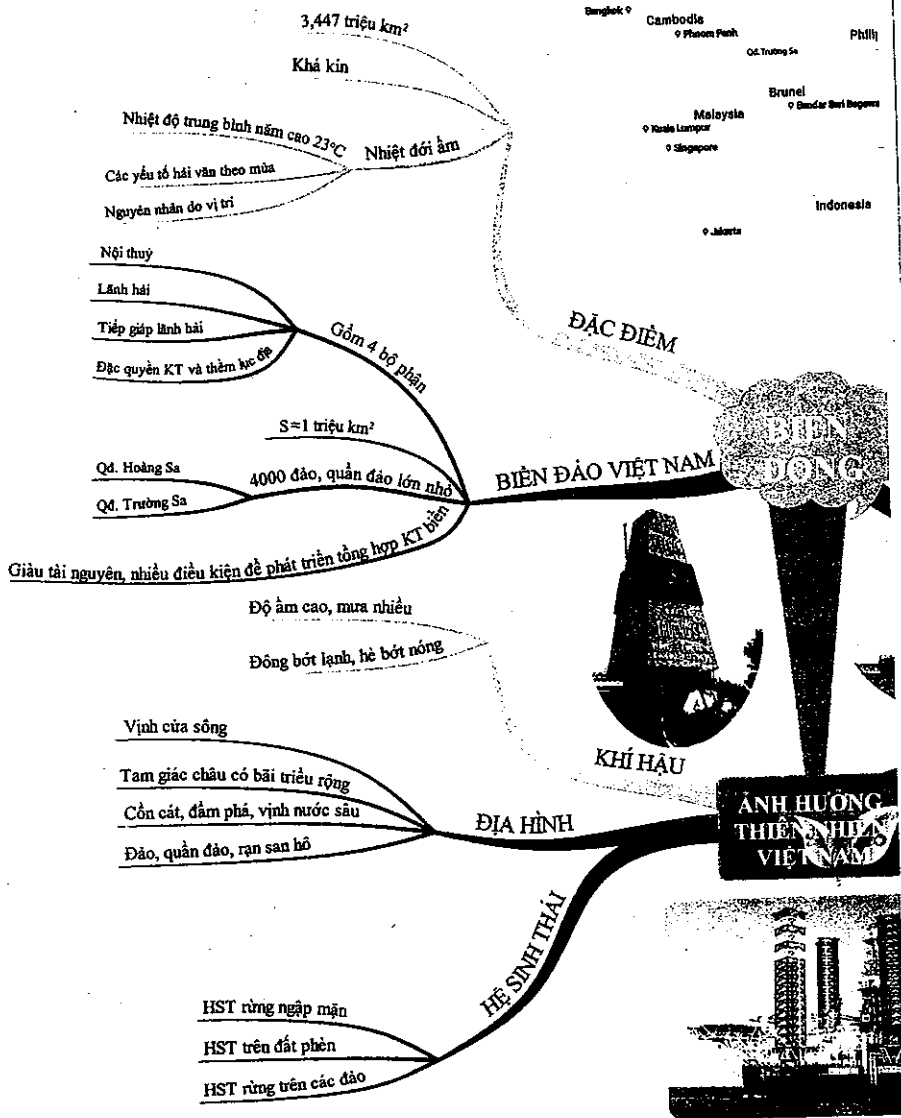 3,447 triệu km²
Khá kín
Nhiệt độ trung bình năm cao 23°C
Các yếu tố hải văn theo mùa
Nguyên nhân do vị trí
Nhiệt đới ẩm
ĐẶC ĐIỂM
Bangkok
Cambodia
Phnom Penh
Qđ. Trường Sa
Brunei
Bandar Seri Begawa
Malaysia
Kuala Lumpur
Singapore
Indonesia
Jakarta
Nội thuỷ
Lãnh hải
Tiếp giáp lãnh hải
Đặc quyền KT và thềm lục địa
Gồm 4 bộ phận
S≈1 triệu km²
Qđ. Hoàng Sa
Qđ. Trường Sa
4000 đảo, quần đảo lớn nhỏ
Giàu tài nguyên, nhiều điều kiện để phát triển tổng hợp KT biển
BIỂN ĐẢO VIỆT NAM
BIỂN
ĐÔNG
Độ ẩm cao, mưa nhiều
Đông bớt lạnh, hè bớt nóng
KHÍ HẬU
Vịnh cửa sông
Tam giác châu có bãi triều rộng
Cồn cát, đầm phá, vịnh nước sâu
Đảo, quần đảo, rạn san hô
ĐỊA HÌNH
ẢNH HƯỞNG
THIÊN NHIÊN
VIỆT NAM
HỆ SINH THÁI
HST rừng ngập mặn
HST trên đất phèn
HST rừng trên các đảo